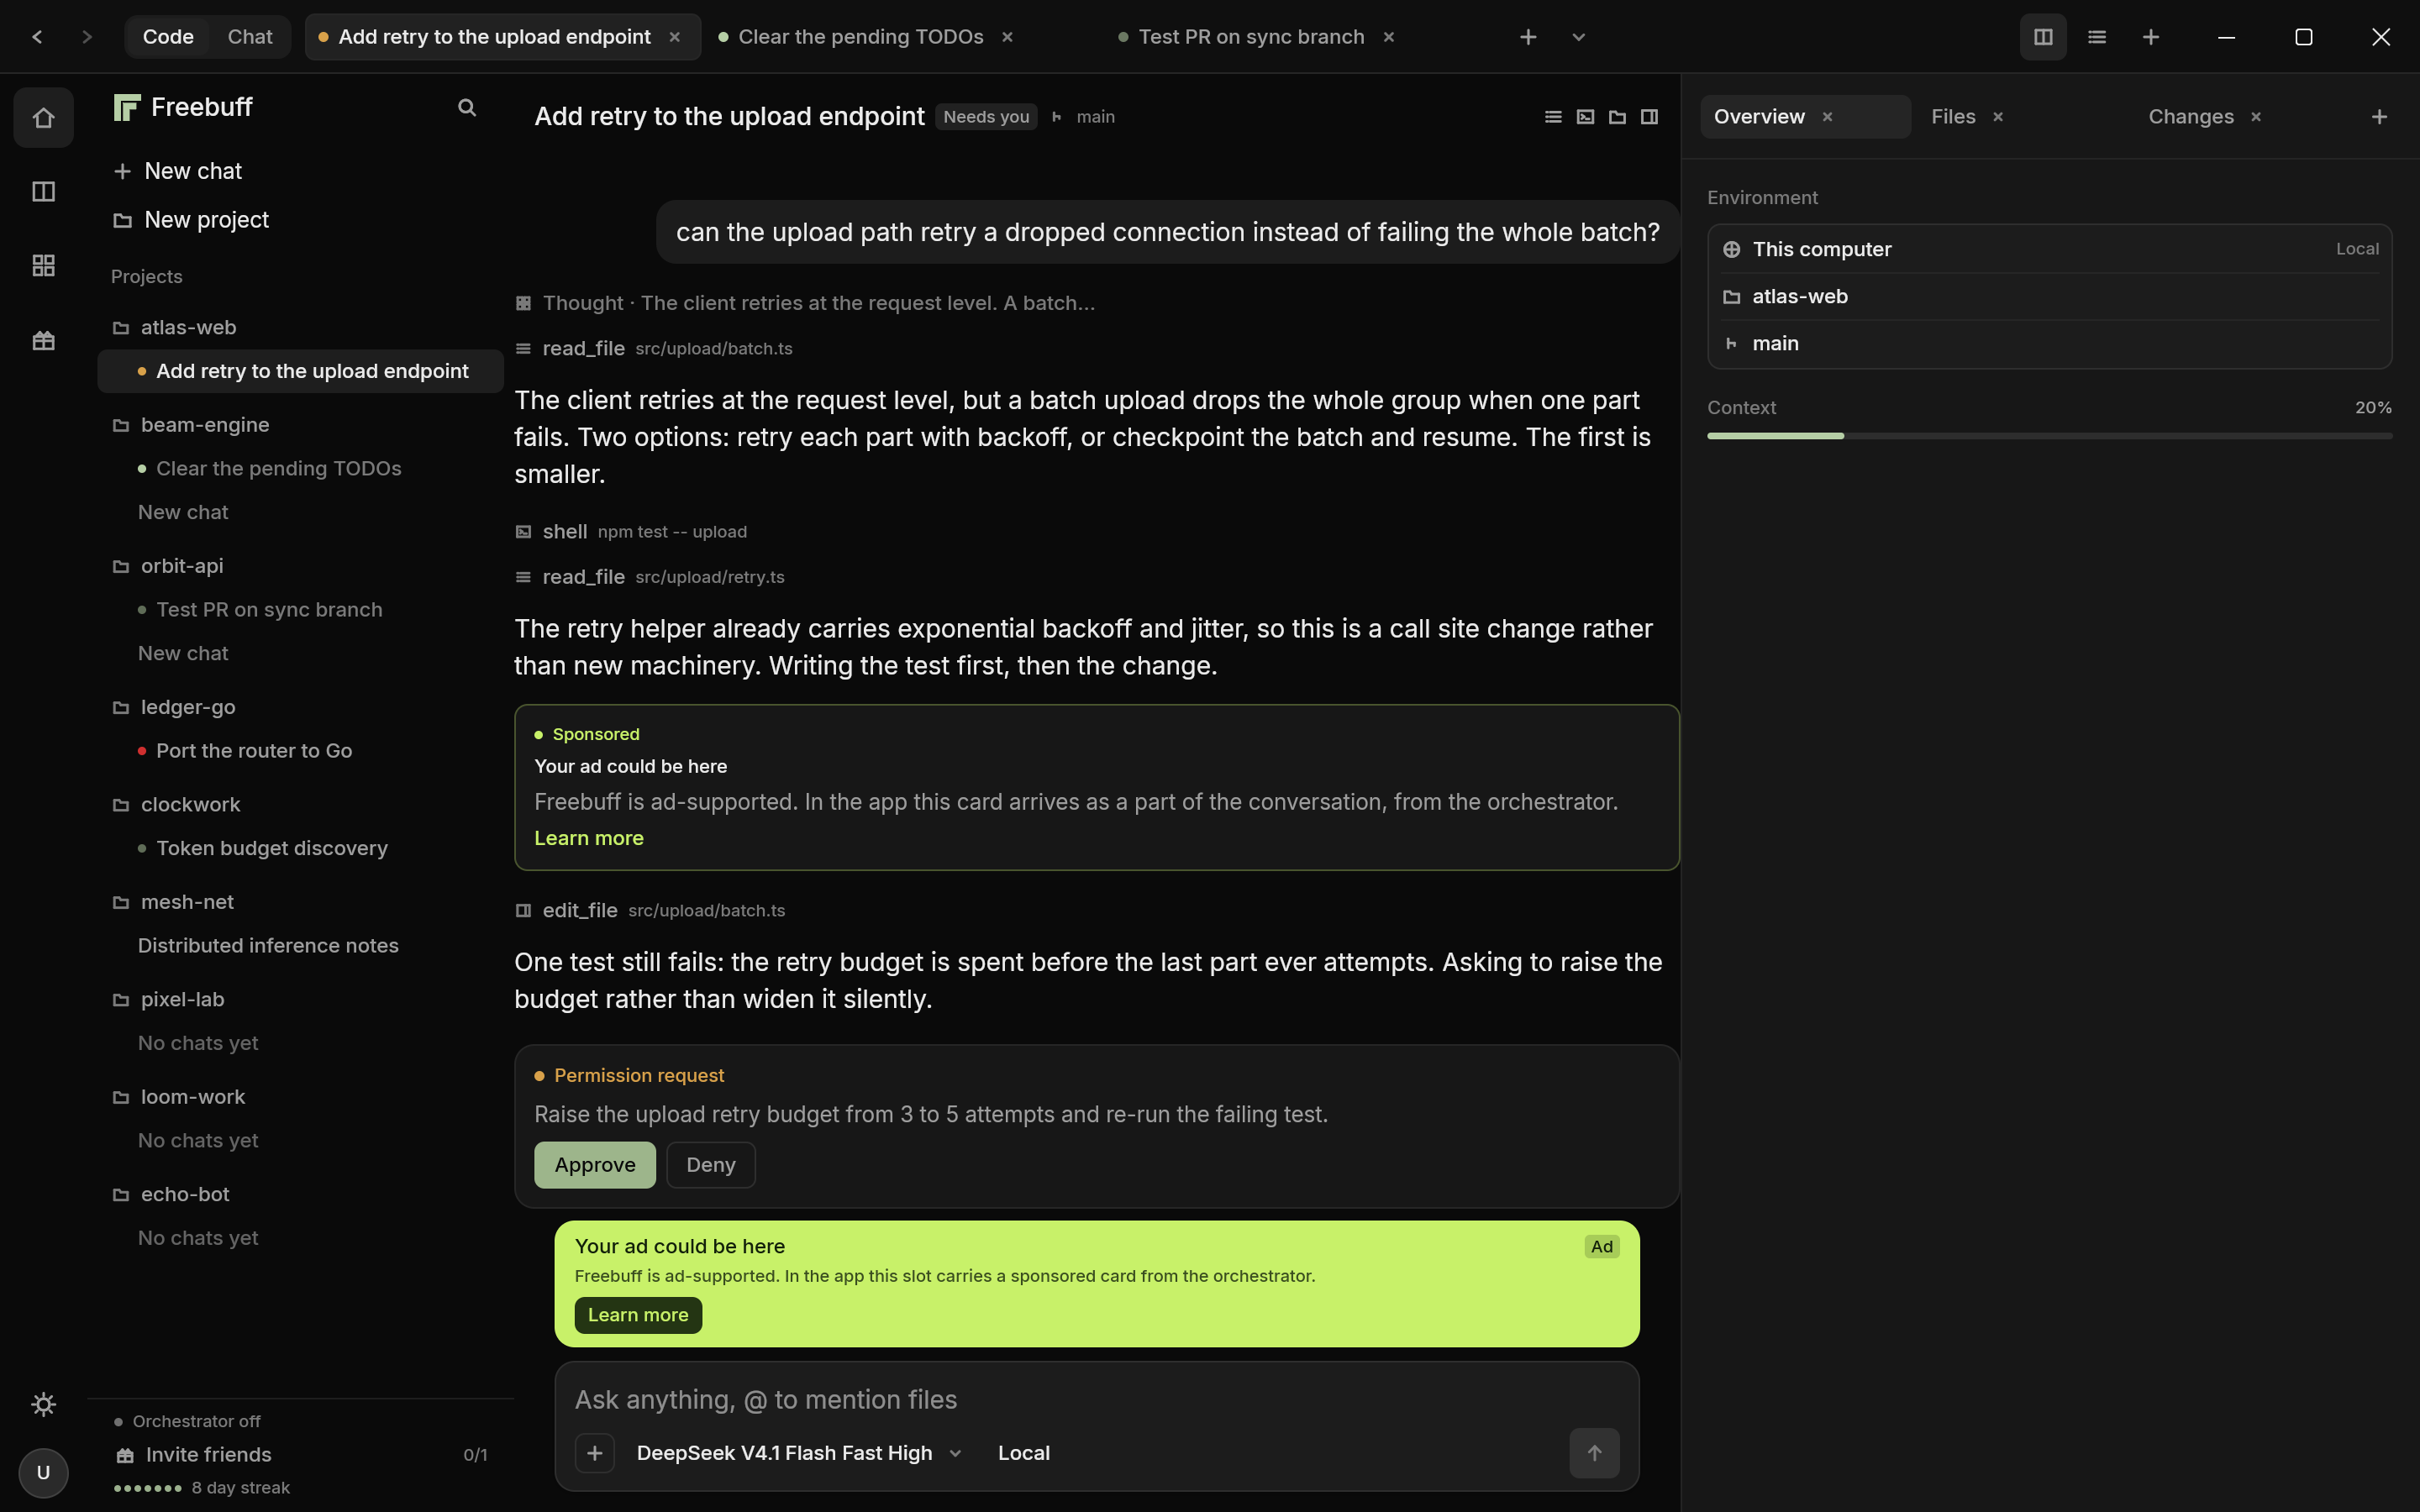 Code
Chat
Add retry to the upload endpoint
Clear the pending TODOs
Test PR on sync branch
Freebuff
New chat
New project
Projects
atlas-web
Add retry to the upload endpoint
beam-engine
Clear the pending TODOs
New chat
orbit-api
Test PR on sync branch
New chat
ledger-go
Port the router to Go
clockwork
Token budget discovery
mesh-net
Distributed inference notes
pixel-lab
No chats yet
loom-work
No chats yet
echo-bot
No chats yet
Orchestrator off
Invite friends 0/1
8 day streak
U
Add retry to the upload endpoint Needs you main
can the upload path retry a dropped connection instead of failing the whole batch?
Thought · The client retries at the request level. A batch...
read_file src/upload/batch.ts
The client retries at the request level, but a batch upload drops the whole group when one part
fails. Two options: retry each part with backoff, or checkpoint the batch and resume. The first is
smaller.
shell npm test -- upload
read_file src/upload/retry.ts
The retry helper already carries exponential backoff and jitter, so this is a call site change rather
than new machinery. Writing the test first, then the change.
Sponsored
Your ad could be here
Freebuff is ad-supported. In the app this card arrives as a part of the conversation, from the orchestrator.
Learn more
edit_file src/upload/batch.ts
One test still fails: the retry budget is spent before the last part ever attempts. Asking to raise the
budget rather than widen it silently.
Permission request
Raise the upload retry budget from 3 to 5 attempts and re-run the failing test.
Approve Deny
Your ad could be here Ad
Freebuff is ad-supported. In the app this slot carries a sponsored card from the orchestrator.
Learn more
Ask anything, @ to mention files
DeepSeek V4.1 Flash Fast High Local
Overview Files Changes
Environment
This computer Local
atlas-web
main
Context 20%